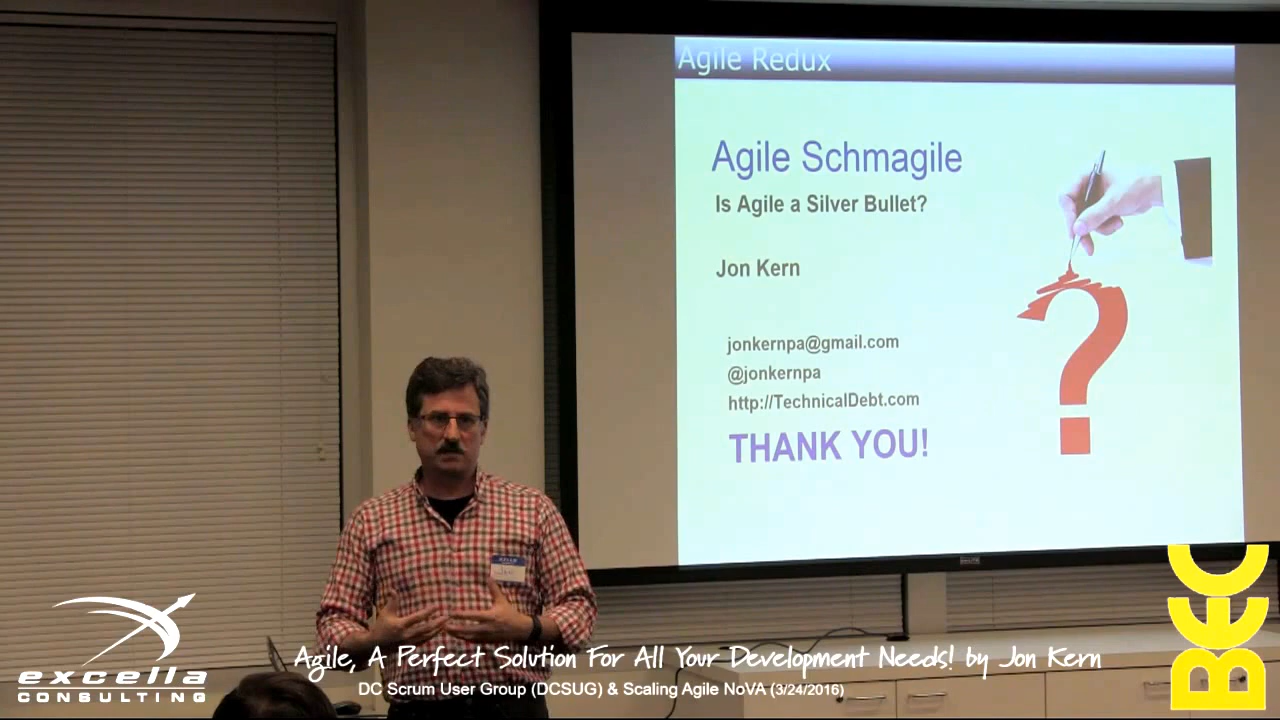 Agile Redux
Agile Schmagile
Is Agile a Silver Bullet?
Jon Kern
jonkernpa@gmail.com
@jonkernpa
http://TechnicalDebt.com
THANK YOU!
HELLO
Jon
excella
CONSULTING
Agile, A Perfect Solution For All Your Development Needs! by Jon Kern
DC Scrum User Group (DCSUG) & Scaling Agile NoVA (3/24/2016)
BEC